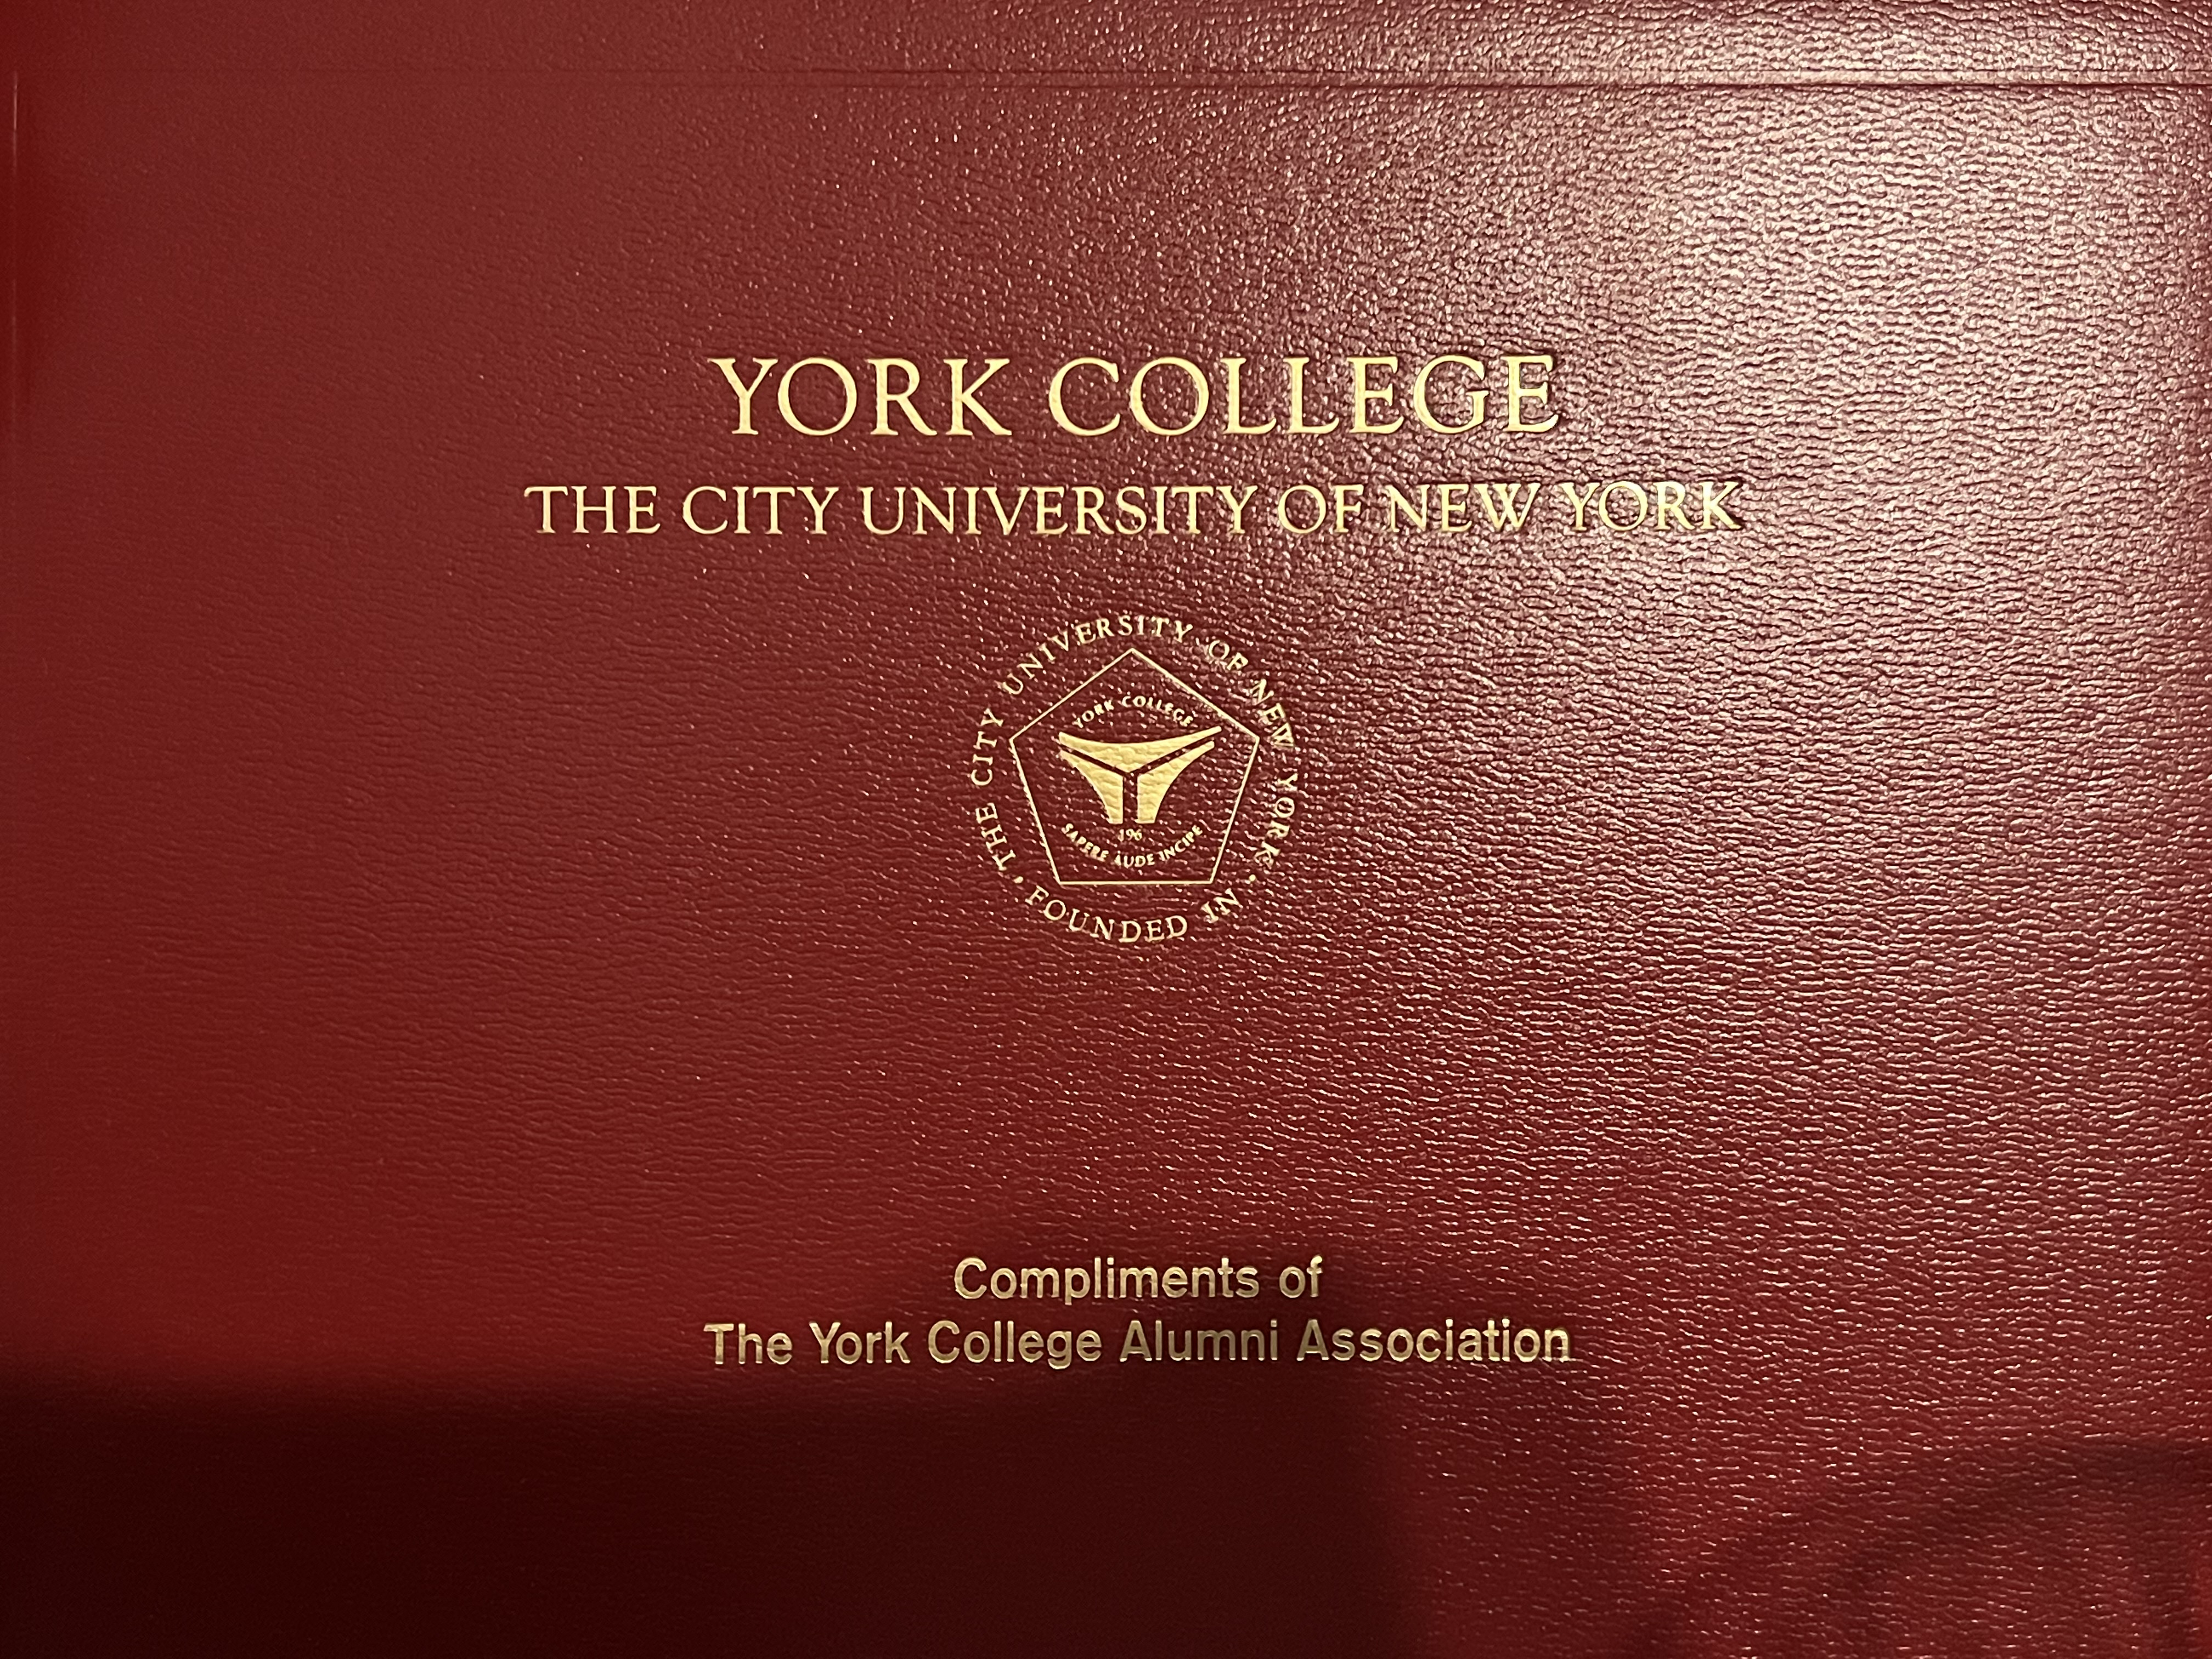 YORK COLLEGE
THE CITY UNIVERSITY OF NEW YORK
THE CITY UNIVERSITY OF NEW YORK • FOUNDED IN •
YORK COLLEGE
SAPERE AUDE INCIPE
Compliments of
The York College Alumni Association